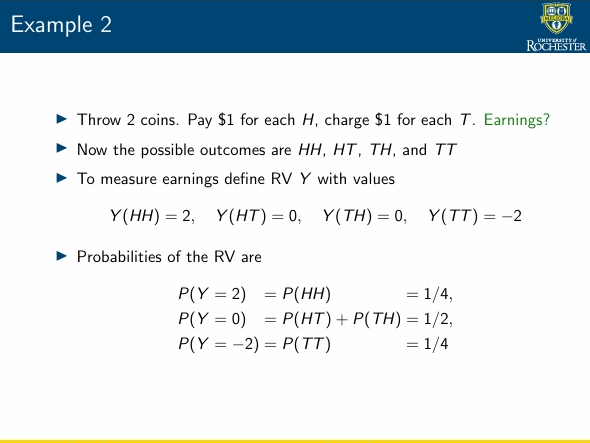 Example 2
UNIVERSITY of
ROCHESTER
▶ Throw 2 coins. Pay $1 for each H, charge $1 for each T. Earnings?
▶ Now the possible outcomes are HH, HT, TH, and TT
▶ To measure earnings define RV Y with values
Y(HH) = 2, Y(HT) = 0, Y(TH) = 0, Y(TT) = −2
▶ Probabilities of the RV are
P(Y = 2) = P(HH) = 1/4,
P(Y = 0) = P(HT) + P(TH) = 1/2,
P(Y = −2) = P(TT) = 1/4